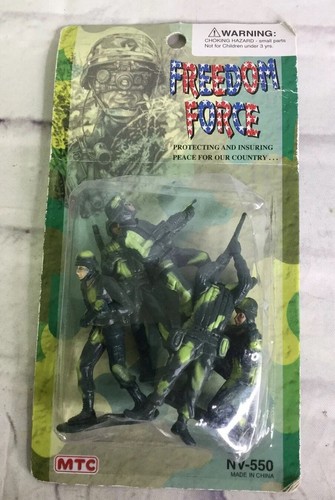 WARNING:
CHOKING HAZARD - small parts
Not for Children under 3 yrs.
FREEDOM
FORCE
PROTECTING AND INSURING
PEACE FOR OUR COUNTRY . . .
MTC
NV-550
MADE IN CHINA